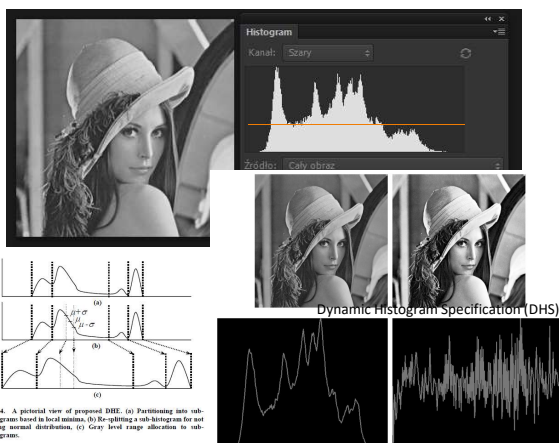 Histogram
Kanał: Szary
Źródło: Cały obraz
Dynamic Histogram Specification (DHS)
(a)
μ+σ
μ
μ-σ
(b)
(c)
4. A pictorial view of proposed DHE. (a) Partitioning into sub-
grams based in local minima, (b) Re-splitting a sub-histogram for not
ng normal distribution, (c) Gray level range allocation to sub-
grams.